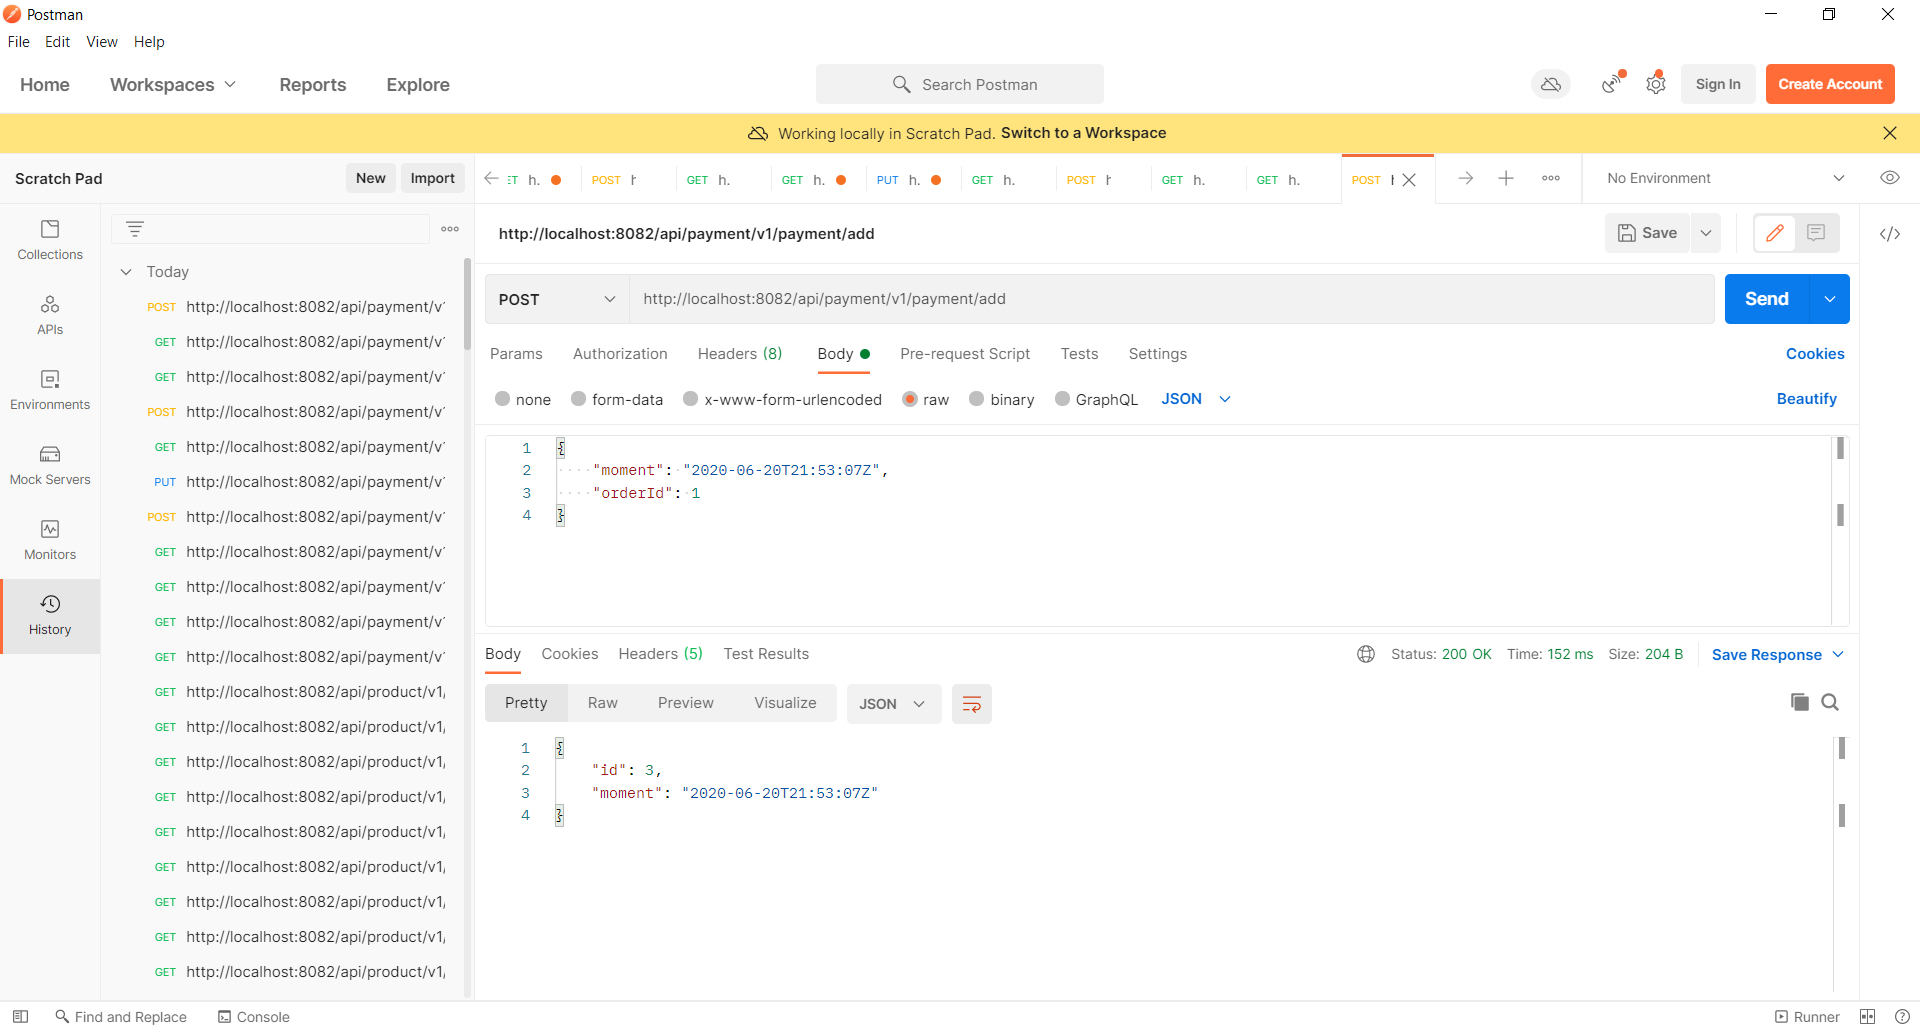 Postman
File Edit View Help
Home Workspaces Reports Explore Search Postman Sign In Create Account
Working locally in Scratch Pad. Switch to a Workspace
Scratch Pad New Import
h. POST GET h. GET h. PUT h. GET h. POST GET h. GET h. POST No Environment
Collections
APIs
Environments
Mock Servers
Monitors
History
Today
POST http://localhost:8082/api/payment/v1
GET http://localhost:8082/api/payment/v1
GET http://localhost:8082/api/payment/v1
POST http://localhost:8082/api/payment/v1
GET http://localhost:8082/api/payment/v1
PUT http://localhost:8082/api/payment/v1
POST http://localhost:8082/api/payment/v1
GET http://localhost:8082/api/payment/v1
GET http://localhost:8082/api/payment/v1
GET http://localhost:8082/api/payment/v1
GET http://localhost:8082/api/payment/v1
GET http://localhost:8082/api/product/v1/
GET http://localhost:8082/api/product/v1/
GET http://localhost:8082/api/product/v1/
GET http://localhost:8082/api/product/v1/
GET http://localhost:8082/api/product/v1/
GET http://localhost:8082/api/product/v1/
GET http://localhost:8082/api/product/v1/
GET http://localhost:8082/api/product/v1/
GET http://localhost:8082/api/product/v1/
http://localhost:8082/api/payment/v1/payment/add Save </>
POST http://localhost:8082/api/payment/v1/payment/add Send
Params Authorization Headers (8) Body Pre-request Script Tests Settings Cookies
none form-data x-www-form-urlencoded raw binary GraphQL JSON Beautify
1 {
2 "moment": "2020-06-20T21:53:07Z",
3 "orderId": 1
4 }
Body Cookies Headers (5) Test Results Status: 200 OK Time: 152 ms Size: 204 B Save Response
Pretty Raw Preview Visualize JSON
1 {
2 "id": 3,
3 "moment": "2020-06-20T21:53:07Z"
4 }
Find and Replace Console Runner